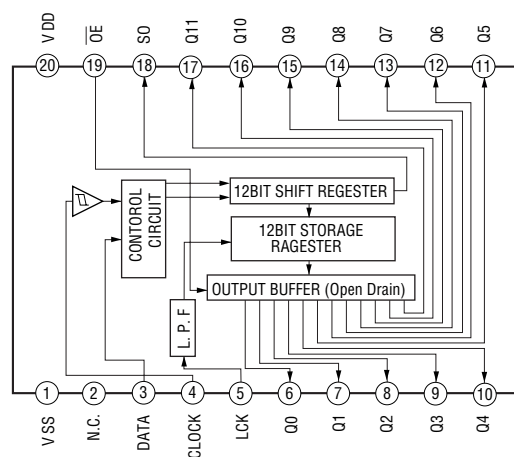 V DD
OE
SO
Q11
Q10
Q9
Q8
Q7
Q6
Q5
20
19
18
17
16
15
14
13
12
11
CONTOROL
CIRCUIT
12BIT SHIFT REGESTER
12BIT STORAGE
RAGESTER
OUTPUT BUFFER (Open Drain)
L. P. F
1
2
3
4
5
6
7
8
9
10
V SS
N.C.
DATA
CLOCK
LCK
Q0
Q1
Q2
Q3
Q4